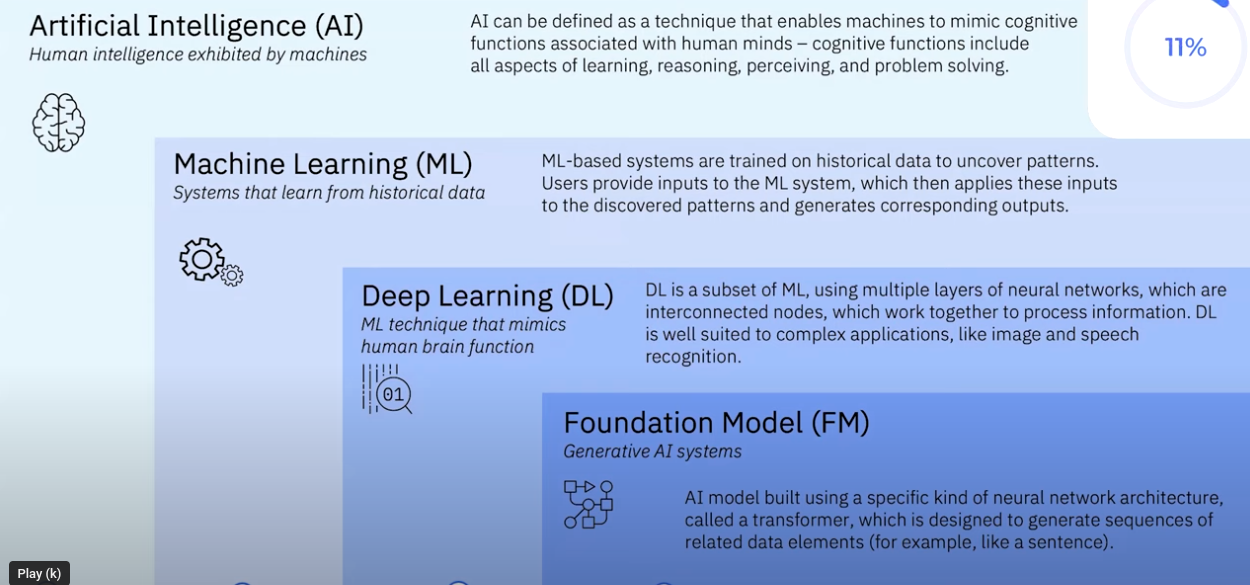 Artificial Intelligence (AI)
Human intelligence exhibited by machines
AI can be defined as a technique that enables machines to mimic cognitive
functions associated with human minds – cognitive functions include
all aspects of learning, reasoning, perceiving, and problem solving.
11%
Machine Learning (ML)
Systems that learn from historical data
ML-based systems are trained on historical data to uncover patterns.
Users provide inputs to the ML system, which then applies these inputs
to the discovered patterns and generates corresponding outputs.
Deep Learning (DL)
ML technique that mimics
human brain function
01
DL is a subset of ML, using multiple layers of neural networks, which are
interconnected nodes, which work together to process information. DL
is well suited to complex applications, like image and speech
recognition.
Foundation Model (FM)
Generative AI systems
AI model built using a specific kind of neural network architecture,
called a transformer, which is designed to generate sequences of
related data elements (for example, like a sentence).
Play (k)